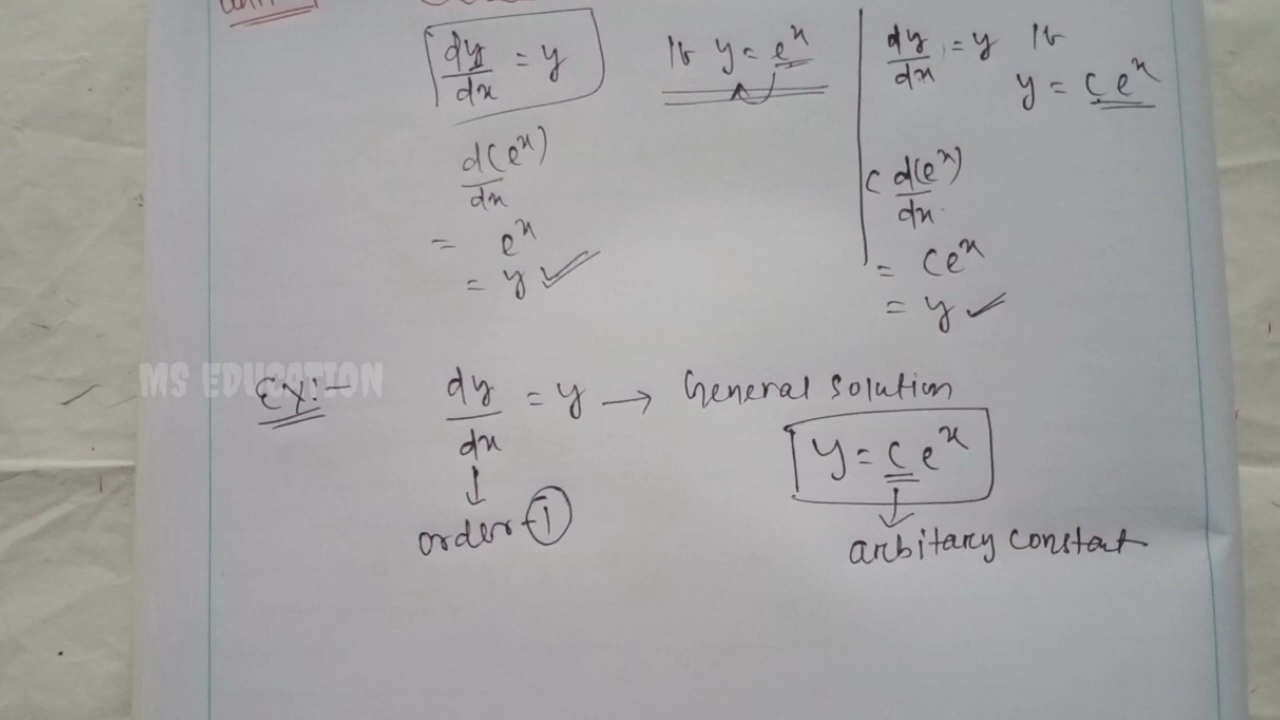 dy/dx = y
If y = e^x
d(e^x)/dx
= e^x
= y ✓
dy/dx = y If
y = ce^x
c d(e^x)/dx
= ce^x
= y ✓
MS EDUCATION
Ex:- dy/dx = y → General solution
y = ce^x
↓ order - ①
↓ arbitary constant